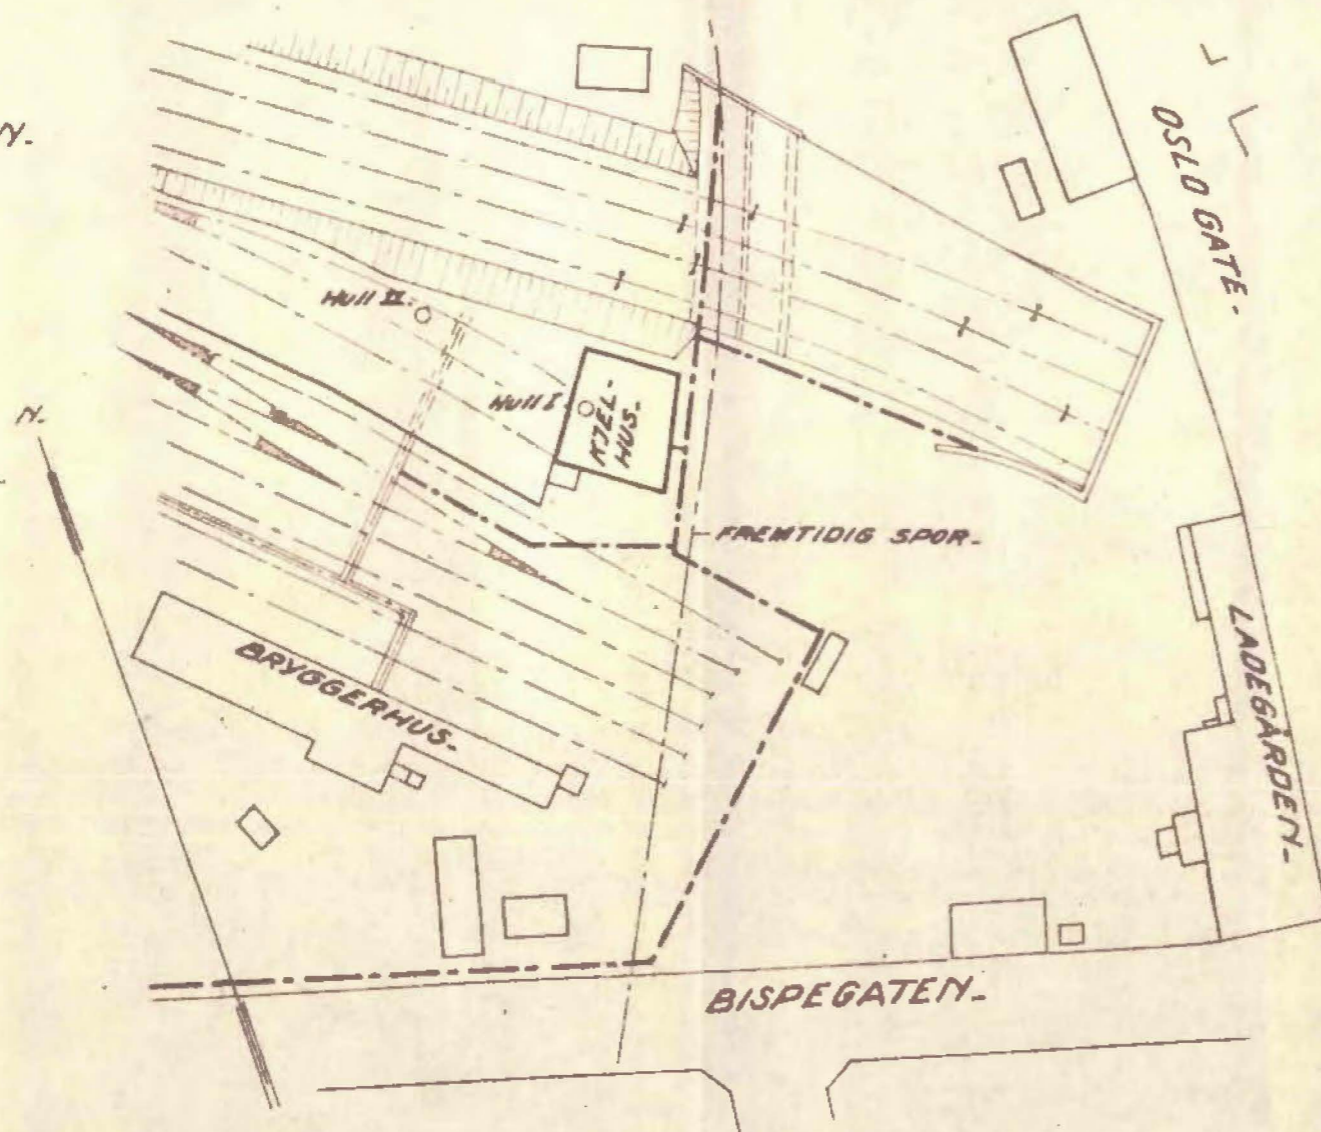 N.
OSLO GATE.
Hull II.
Hull I.
KJEL-
HUS.
N.
FREMTIDIG SPOR.
BRYGGERHUS.
LADEGÅRDEN.
BISPEGATEN.